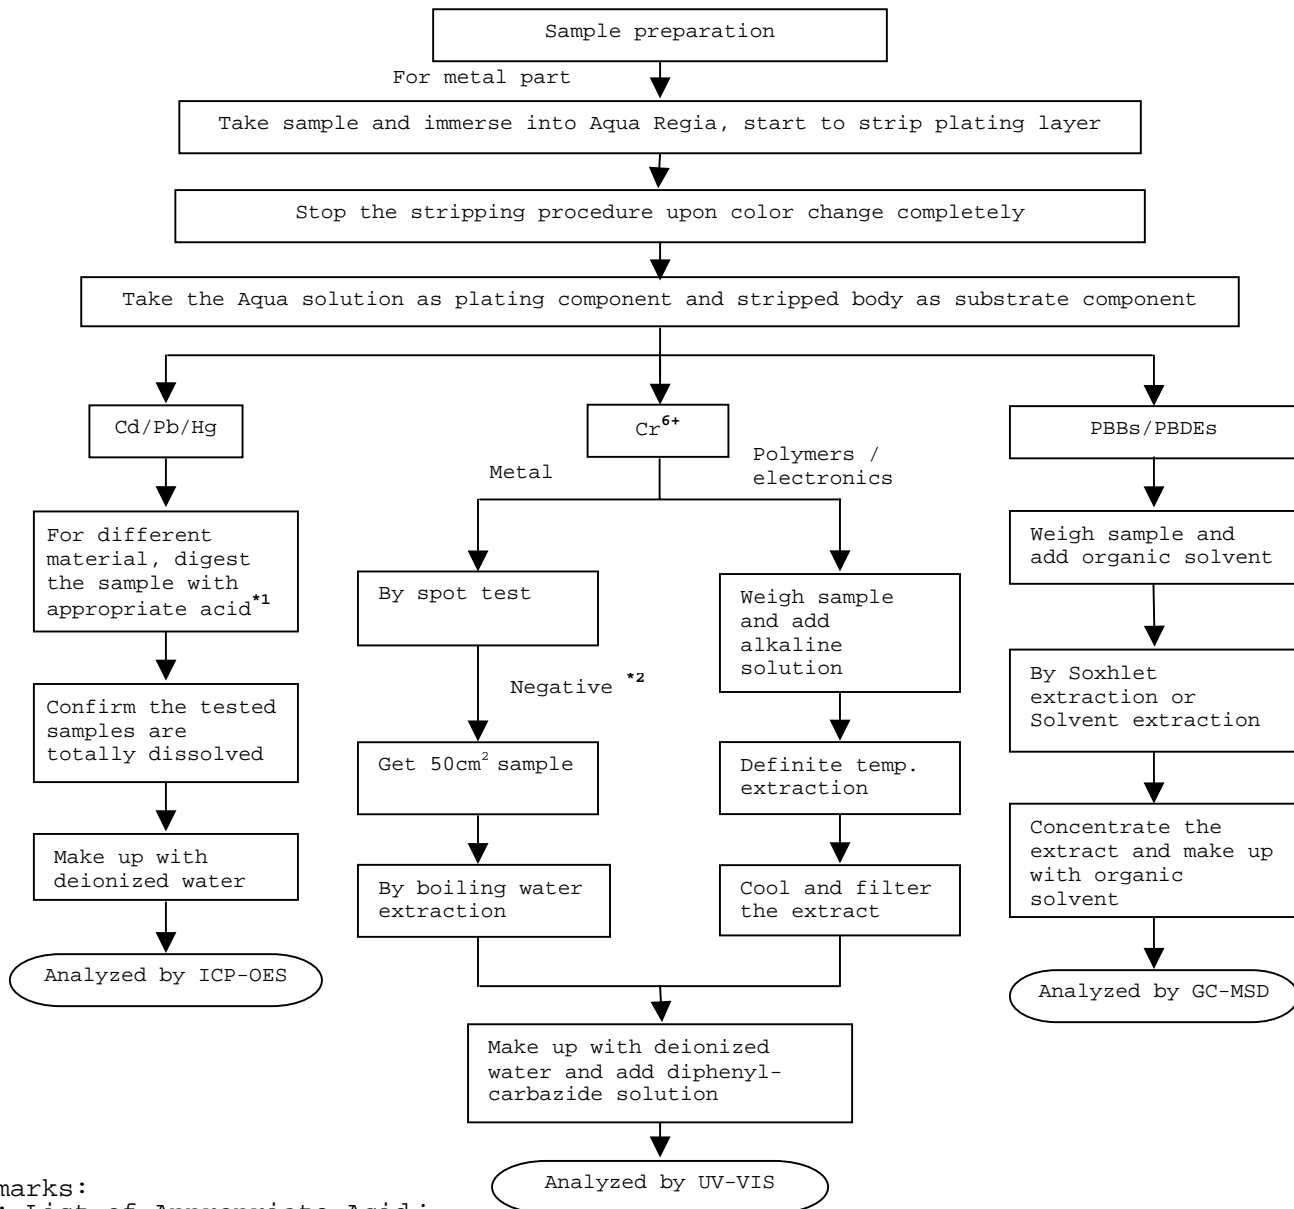 Sample preparation
For metal part
Take sample and immerse into Aqua Regia, start to strip plating layer
Stop the stripping procedure upon color change completely
Take the Aqua solution as plating component and stripped body as substrate component
Cd/Pb/Hg
For different
material, digest
the sample with
appropriate acid*1
Confirm the tested
samples are
totally dissolved
Make up with
deionized water
Analyzed by ICP-OES
Cr6+
Metal
By spot test
Negative *2
Get 50cm2 sample
By boiling water
extraction
Polymers /
electronics
Weigh sample
and add
alkaline
solution
Definite temp.
extraction
Cool and filter
the extract
Make up with deionized
water and add diphenyl-
carbazide solution
Analyzed by UV-VIS
PBBs/PBDEs
Weigh sample and
add organic solvent
By Soxhlet
extraction or
Solvent extraction
Concentrate the
extract and make up
with organic
solvent
Analyzed by GC-MSD
marks:
: List of Appropriate Acid: